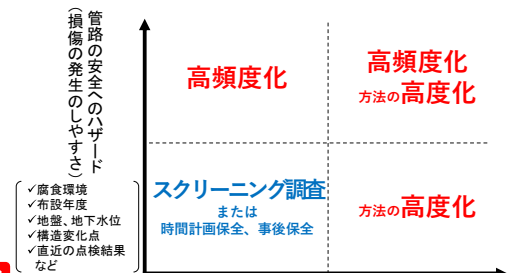 管路の安全へのハザード
（損傷の発生のしやすさ）
✓腐食環境
✓布設年度
✓地盤、地下水位
✓構造変化点
✓直近の点検結果
など
高頻度化
高頻度化
方法の高度化
スクリーニング調査
または
時間計画保全、事後保全
方法の高度化